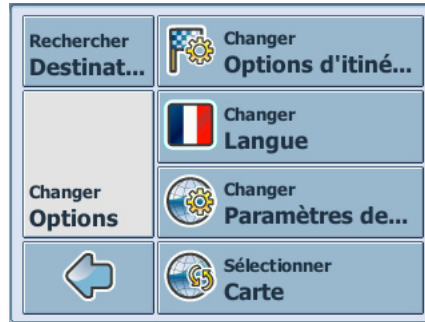 Rechercher
Destinat...
Changer
Options d'itiné...
Changer
Langue
Changer
Options
Changer
Paramètres de...
Sélectionner
Carte